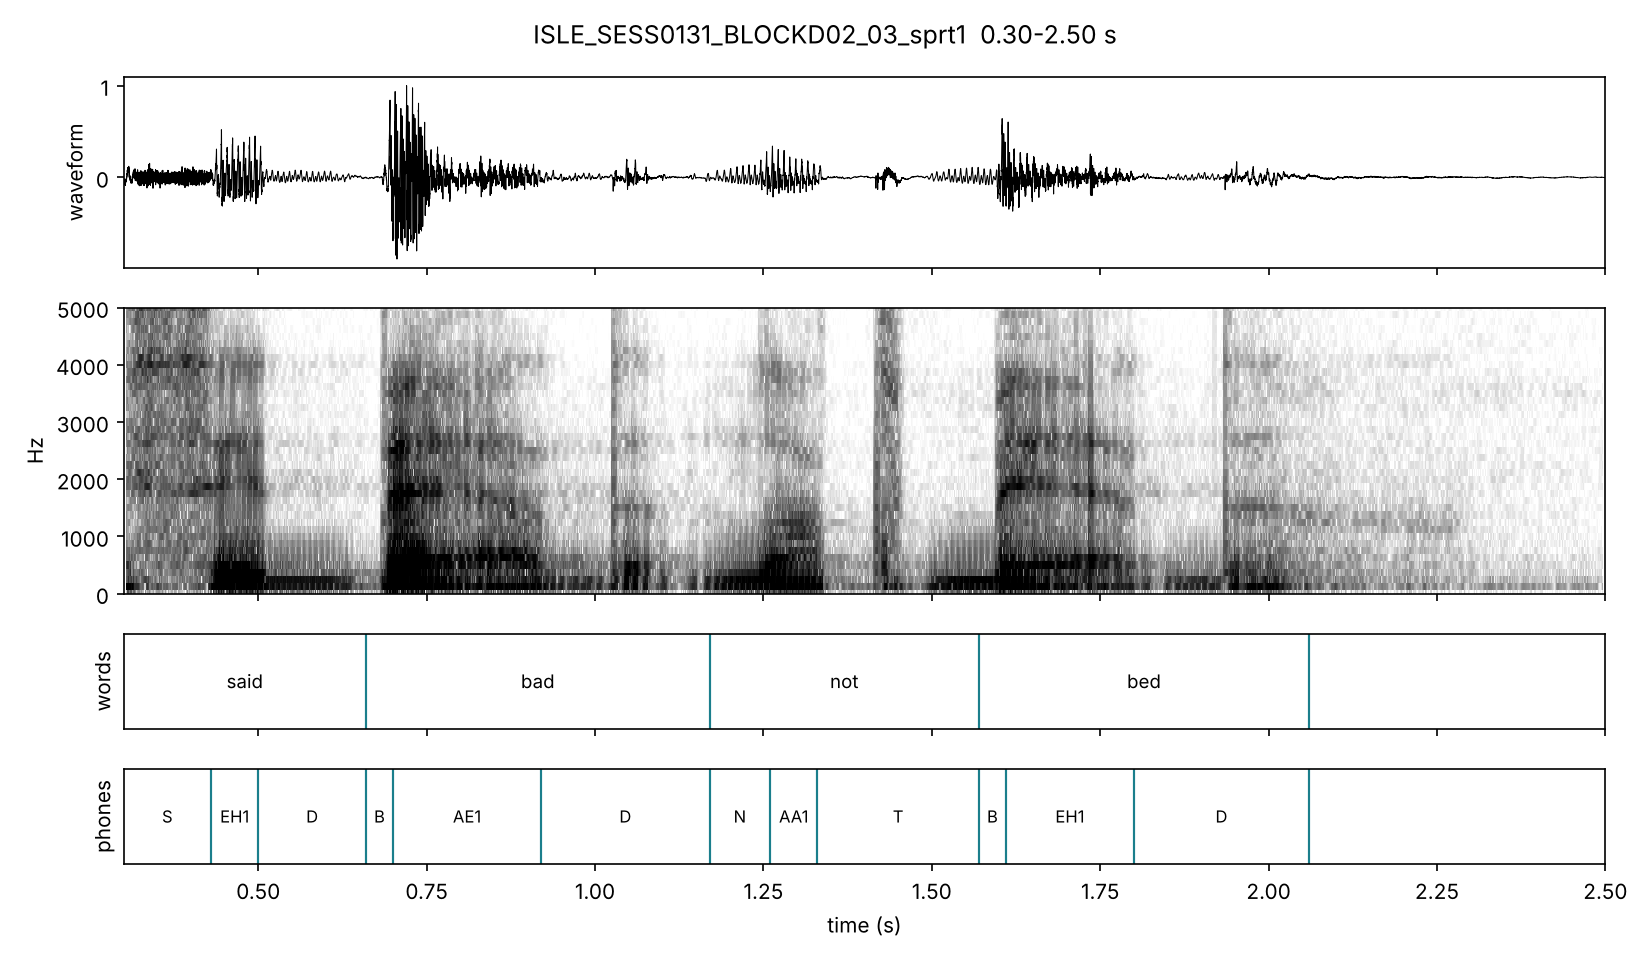 ISLE_SESS0131_BLOCKD02_03_sprt1 0.30-2.50 s
waveform
1
0
Hz
5000
4000
3000
2000
1000
0
words
said bad not bed
phones
S EH1 D B AE1 D N AA1 T B EH1 D
0.50 0.75 1.00 1.25 1.50 1.75 2.00 2.25 2.50
time (s)